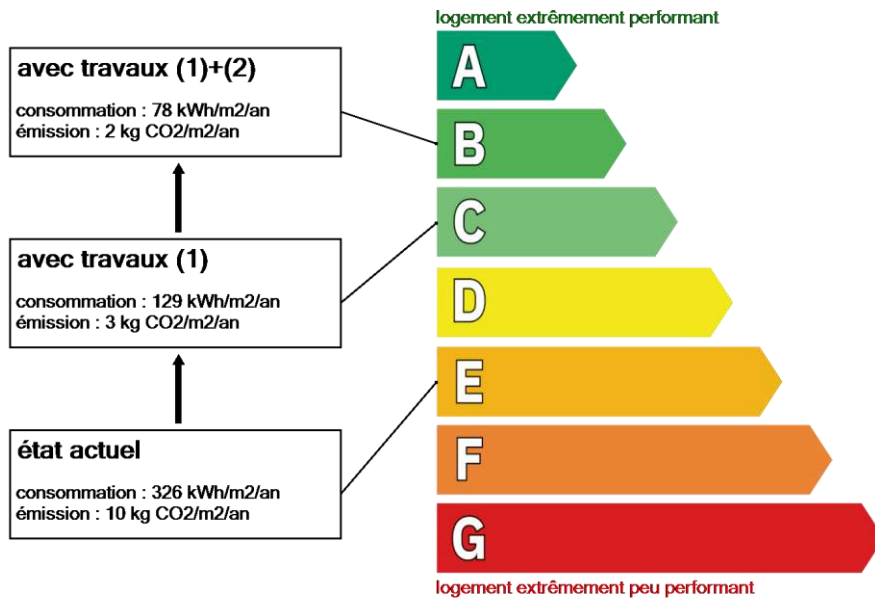 logement extrêmement performant
avec travaux (1)+(2)
consommation : 78 kWh/m2/an
émission : 2 kg CO2/m2/an
avec travaux (1)
consommation : 129 kWh/m2/an
émission : 3 kg CO2/m2/an
état actuel
consommation : 326 kWh/m2/an
émission : 10 kg CO2/m2/an
A
B
C
D
E
F
G
logement extrêmement peu performant